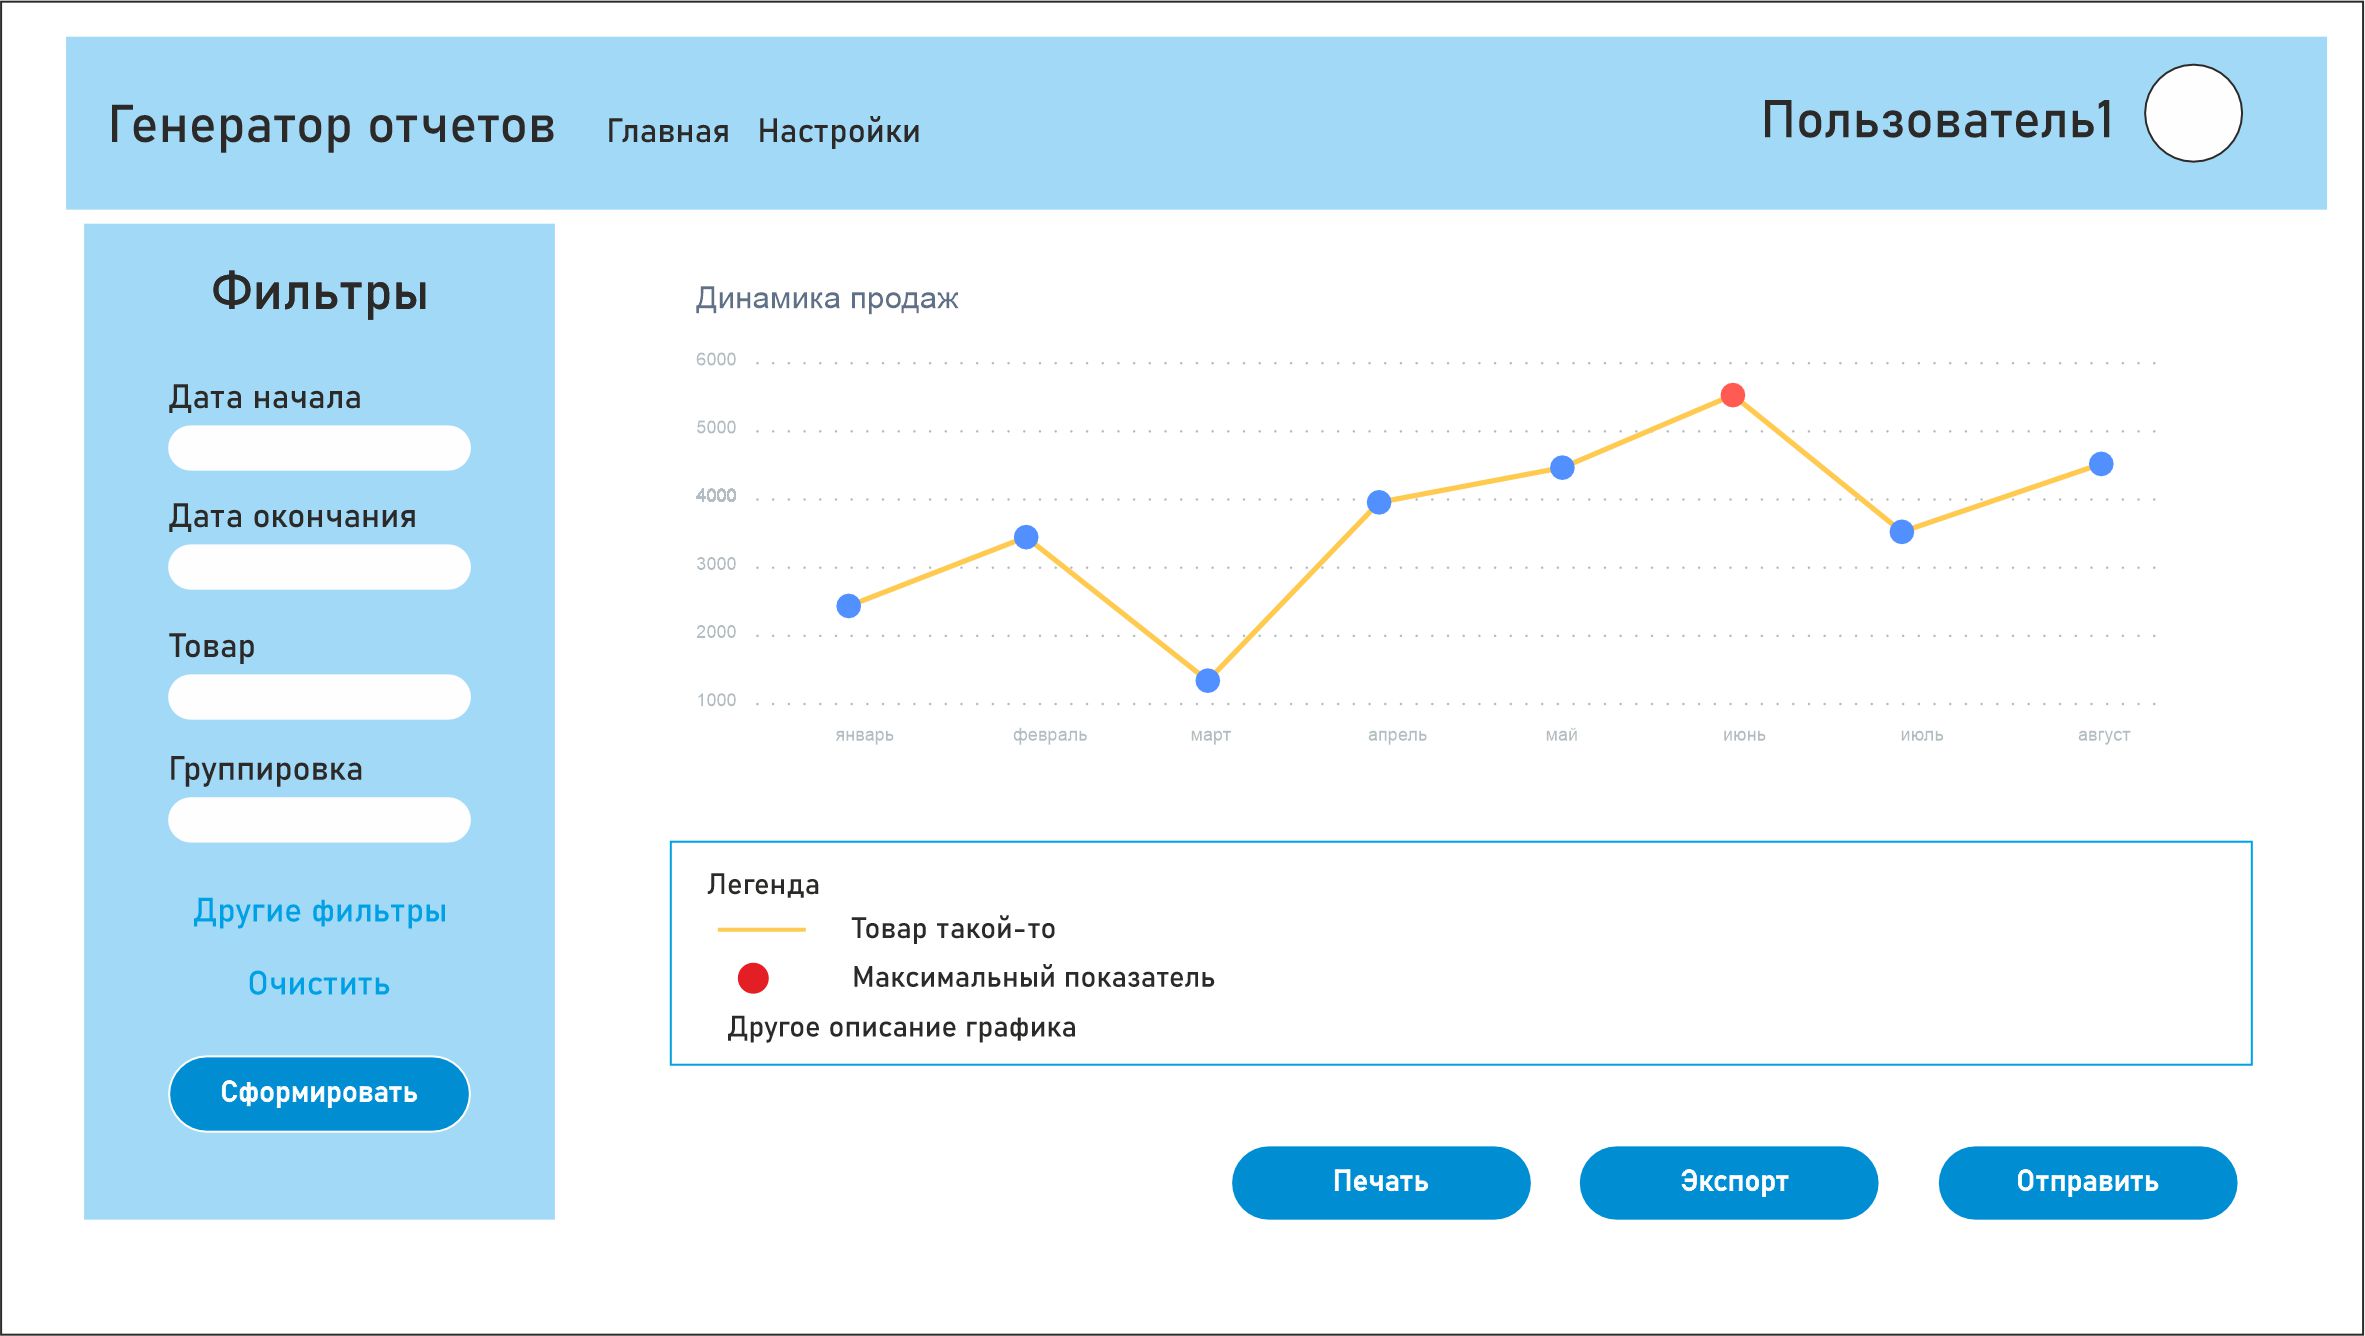 Генератор отчетов Главная Настройки Пользователь1
Фильтры
Дата начала
Дата окончания
Товар
Группировка
Другие фильтры
Очистить
Сформировать
Динамика продаж
6000
5000
4000
3000
2000
1000
январь февраль март апрель май июнь июль август
Легенда
Товар такой-то
Максимальный показатель
Другое описание графика
Печать Экспорт Отправить